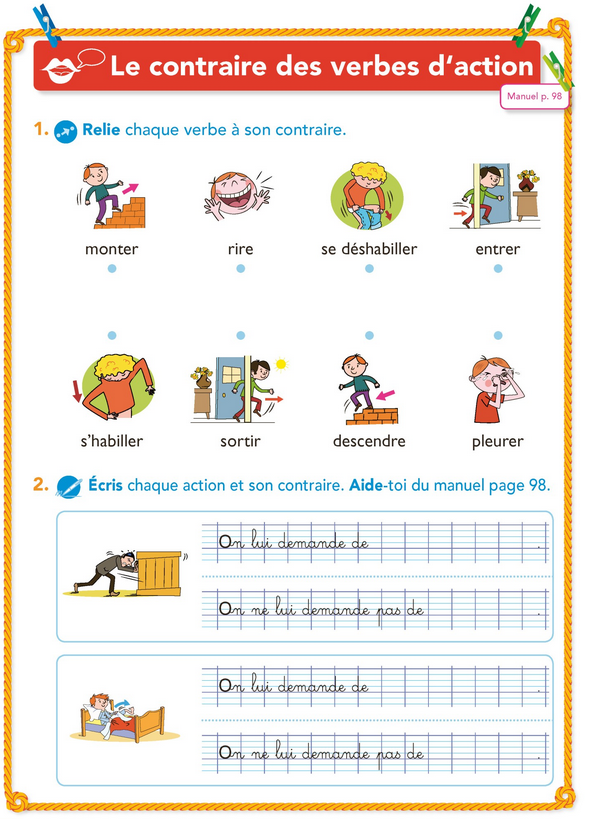 Le contraire des verbes d'action
Manuel p. 98
1. Relie chaque verbe à son contraire.
monter rire se déshabiller entrer
s'habiller sortir descendre pleurer
2. Écris chaque action et son contraire. Aide-toi du manuel page 98.
On lui demande de .
On ne lui demande pas de .
On lui demande de .
On ne lui demande pas de .